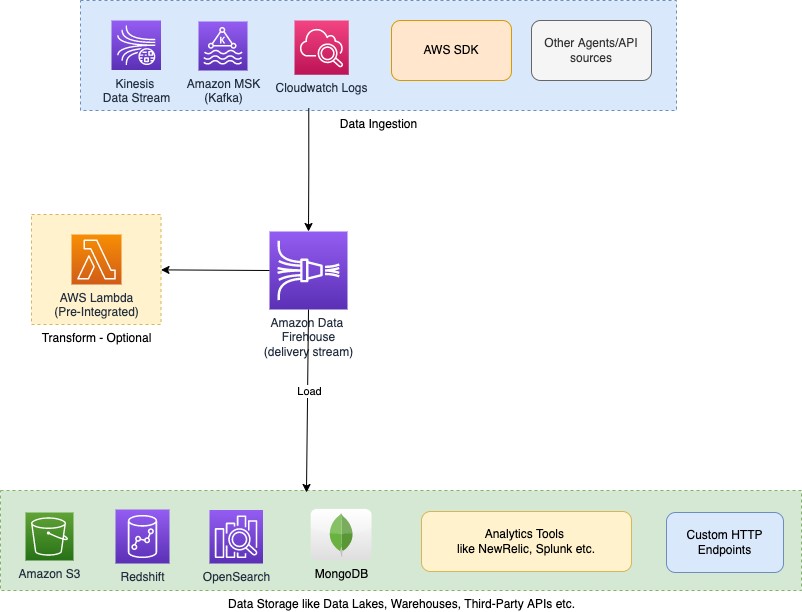 Kinesis
Data Stream
Amazon MSK
(Kafka)
K
Cloudwatch Logs
AWS SDK
Other Agents/API
sources
Data Ingestion
AWS Lambda
(Pre-Integrated)
Transform - Optional
Amazon Data
Firehouse
(delivery stream)
Load
Amazon S3
Redshift
OpenSearch
MongoDB
Analytics Tools
like NewRelic, Splunk etc.
Custom HTTP
Endpoints
Data Storage like Data Lakes, Warehouses, Third-Party APIs etc.